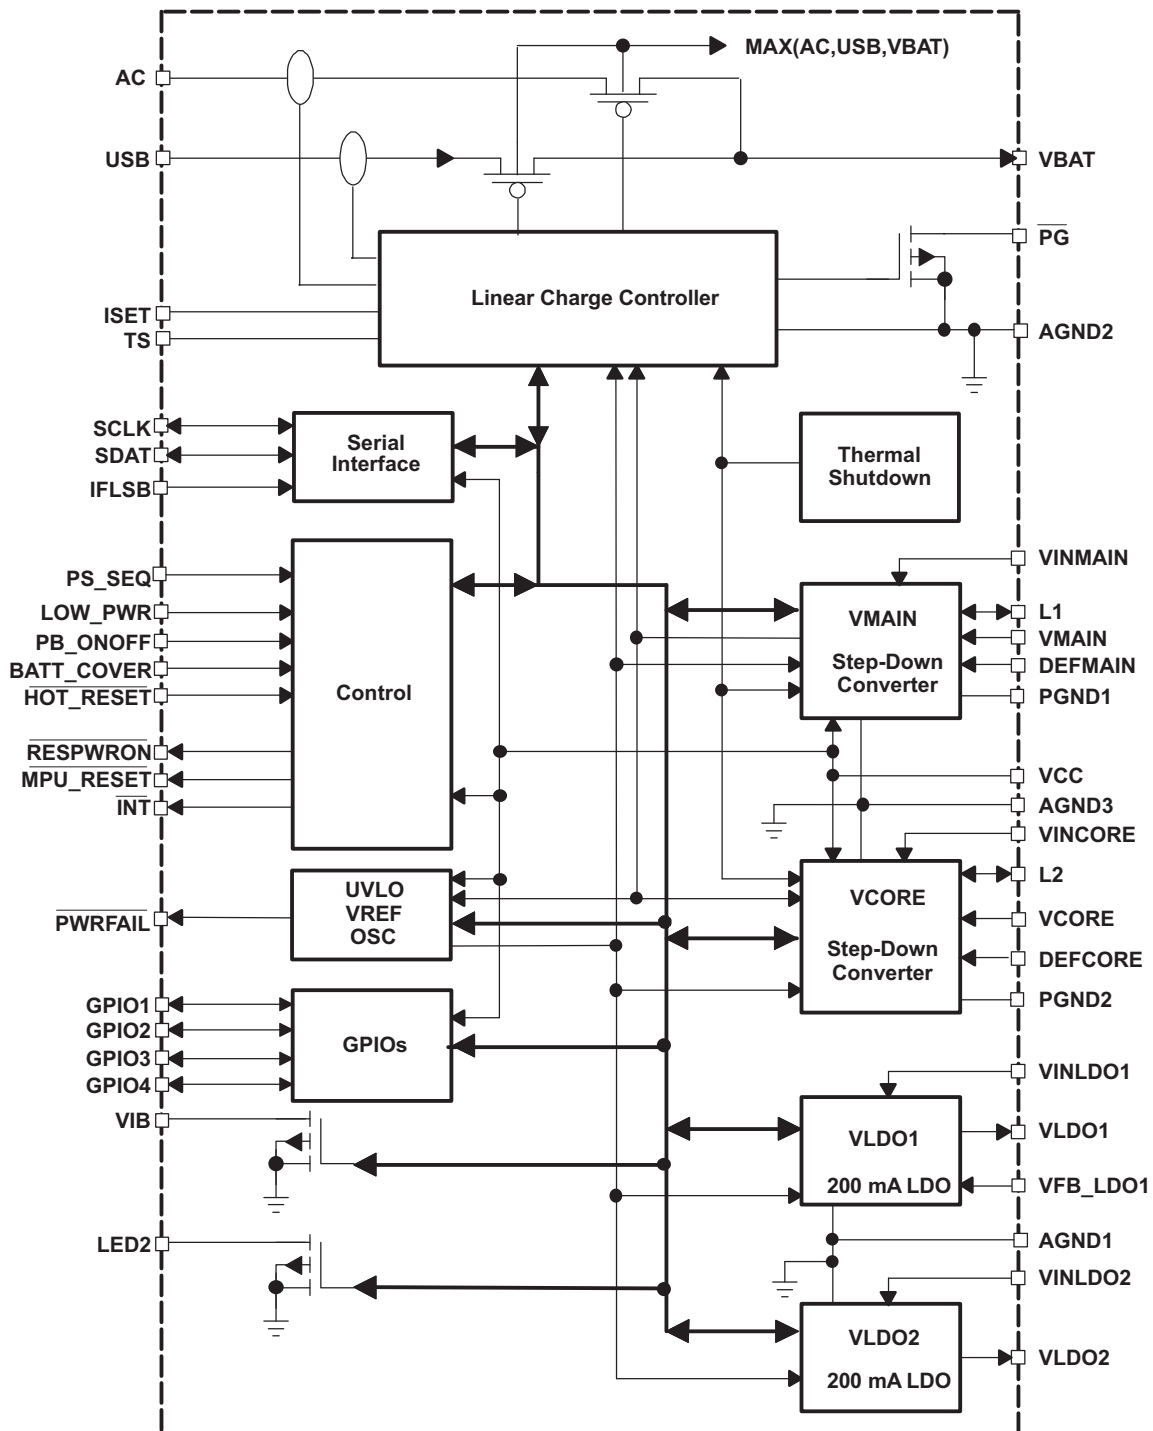 MAX(AC,USB,VBAT)
AC
USB
VBAT
PG
Linear Charge Controller
ISET
TS
AGND2
SCLK
SDAT
IFLSB
Serial
Interface
Thermal
Shutdown
VINMAIN
PS_SEQ
LOW_PWR
PB_ONOFF
BATT_COVER
HOT_RESET
Control
RESPWRON
MPU_RESET
INT
VMAIN
Step-Down
Converter
L1
VMAIN
DEFMAIN
PGND1
VCC
AGND3
VINCORE
PWRFAIL
UVLO
VREF
OSC
VCORE
Step-Down
Converter
L2
VCORE
DEFCORE
PGND2
GPIO1
GPIO2
GPIO3
GPIO4
GPIOs
VIB
VINLDO1
VLDO1
200 mA LDO
VLDO1
VFB_LDO1
LED2
AGND1
VINLDO2
VLDO2
200 mA LDO
VLDO2